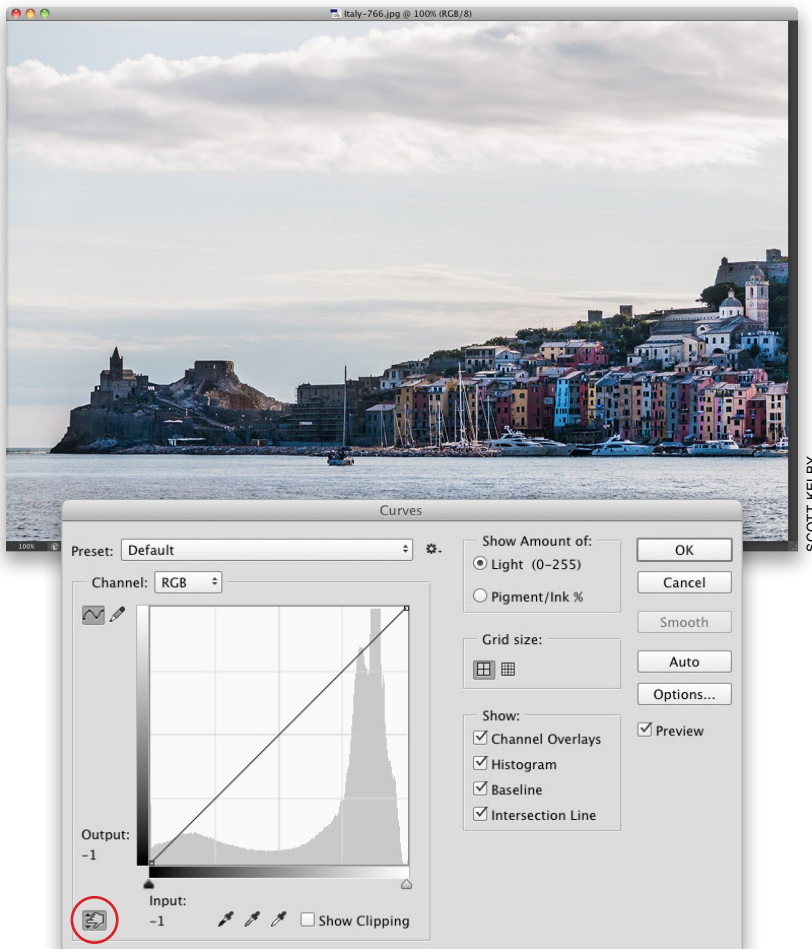 Italy-766.jpg @ 100% (RGB/8)
SCOTT KELBY
100%
Curves
Preset: Default
Channel: RGB
Output:
-1
Input:
-1
Show Clipping
Show Amount of:
Light (0-255)
Pigment/Ink %
Grid size:
Show:
Channel Overlays
Histogram
Baseline
Intersection Line
OK
Cancel
Smooth
Auto
Options...
Preview